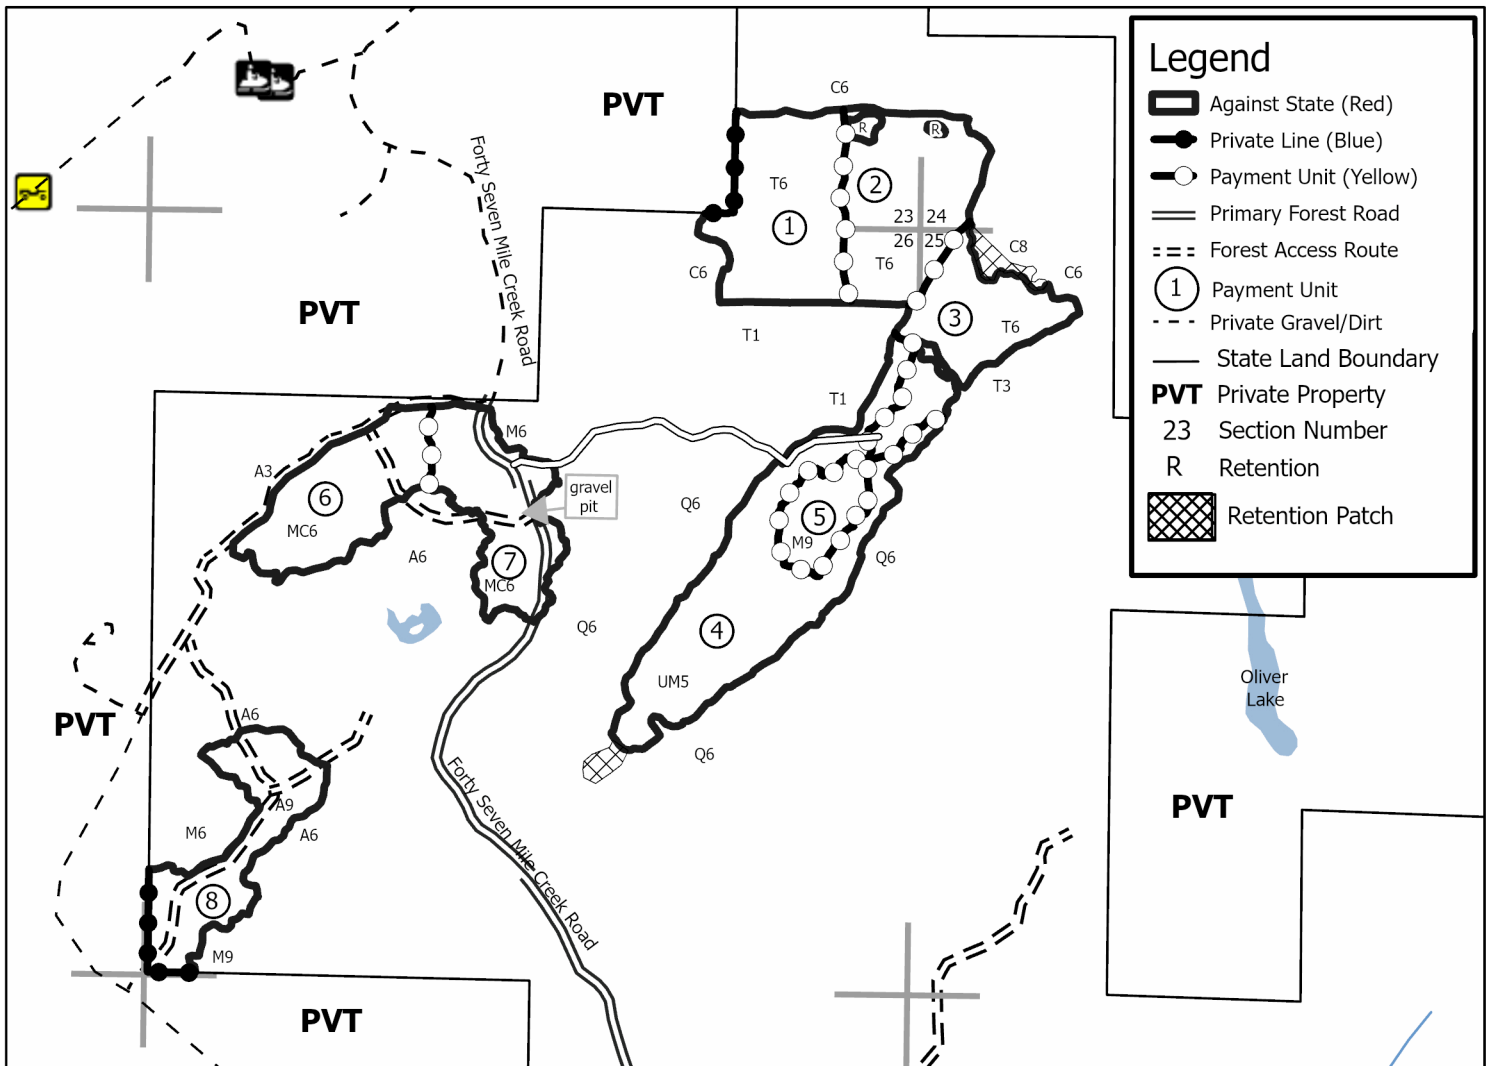 Legend
Against State (Red)
Private Line (Blue)
Payment Unit (Yellow)
Primary Forest Road
Forest Access Route
1 Payment Unit
Private Gravel/Dirt
State Land Boundary
PVT Private Property
23 Section Number
R Retention
Retention Patch
PVT
C6
R
R
T6
2
1
23 24
26 25
C8
C6
T6
C6
3
T6
T1
T3
T1
PVT
Forty Seven Mile Creek Road
M6
A3
6
MC6
gravel
pit
A6
7
MC6
Q6
5
M9
Q6
Q6
4
UM5
Q6
Oliver
Lake
PVT
A6
A9
M6
A6
8
M9
Forty Seven Mile Creek Road
PVT
PVT